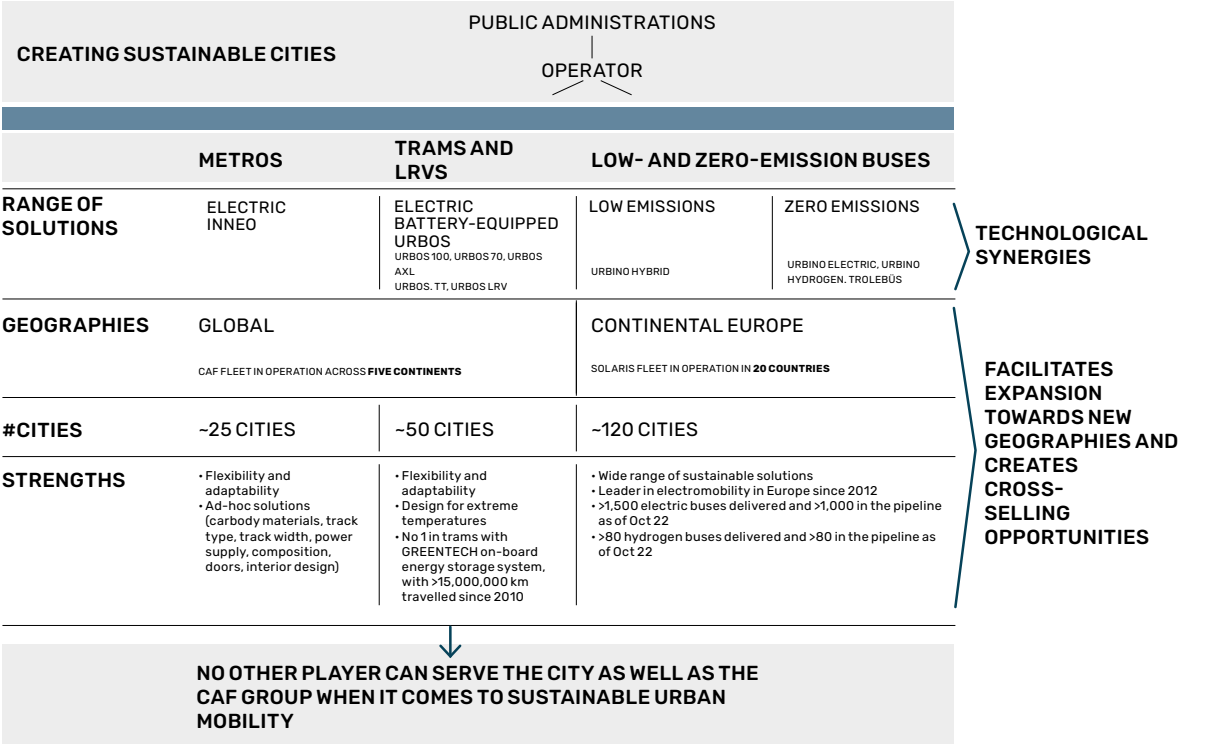 CREATING SUSTAINABLE CITIES
PUBLIC ADMINISTRATIONS
OPERATOR
METROS
TRAMS AND
LRVS
LOW- AND ZERO-EMISSION BUSES
RANGE OF
SOLUTIONS
ELECTRIC
INNEO
ELECTRIC
BATTERY-EQUIPPED
URBOS
URBOS 100, URBOS 70, URBOS
AXL
URBOS. TT, URBOS LRV
LOW EMISSIONS
URBINO HYBRID
ZERO EMISSIONS
URBINO ELECTRIC, URBINO
HYDROGEN. TROLEBÜS
TECHNOLOGICAL
SYNERGIES
GEOGRAPHIES
GLOBAL
CAF FLEET IN OPERATION ACROSS FIVE CONTINENTS
CONTINENTAL EUROPE
SOLARIS FLEET IN OPERATION IN 20 COUNTRIES
#CITIES
~25 CITIES
~50 CITIES
~120 CITIES
STRENGTHS
• Flexibility and
adaptability
• Ad-hoc solutions
(carbody materials, track
type, track width, power
supply, composition,
doors, interior design)
• Flexibility and
adaptability
• Design for extreme
temperatures
• No 1 in trams with
GREENTECH on-board
energy storage system,
with >15,000,000 km
travelled since 2010
• Wide range of sustainable solutions
• Leader in electromobility in Europe since 2012
• >1,500 electric buses delivered and >1,000 in the pipeline
as of Oct 22
• >80 hydrogen buses delivered and >80 in the pipeline as
of Oct 22
FACILITATES
EXPANSION
TOWARDS NEW
GEOGRAPHIES AND
CREATES
CROSS-
SELLING
OPPORTUNITIES
NO OTHER PLAYER CAN SERVE THE CITY AS WELL AS THE
CAF GROUP WHEN IT COMES TO SUSTAINABLE URBAN
MOBILITY